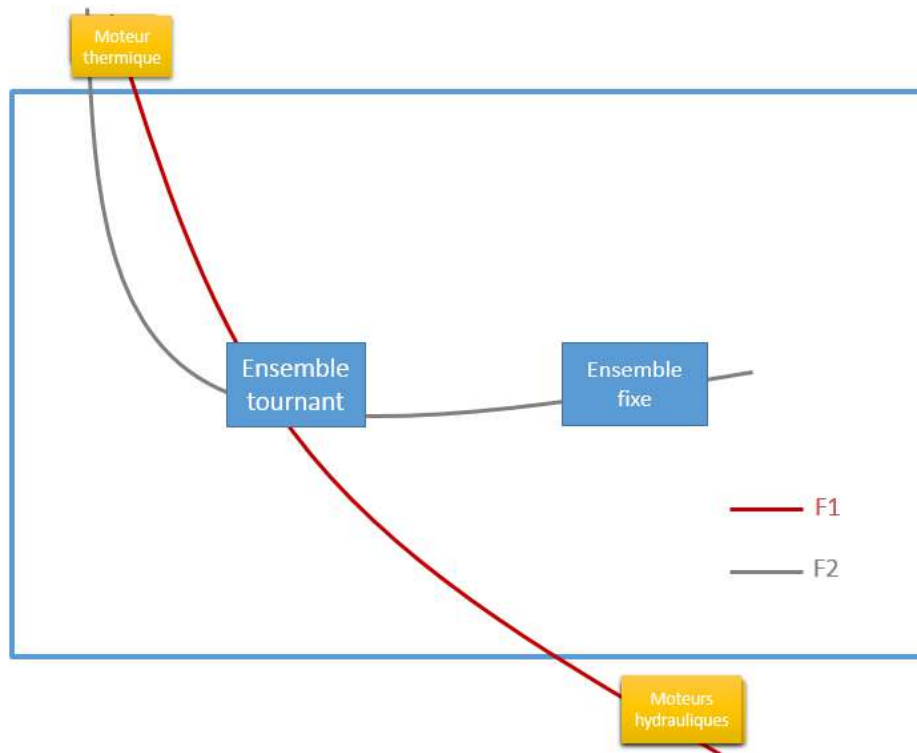 Moteur
thermique
Ensemble
tournant
Ensemble
fixe
F1
F2
Moteurs
hydrauliques